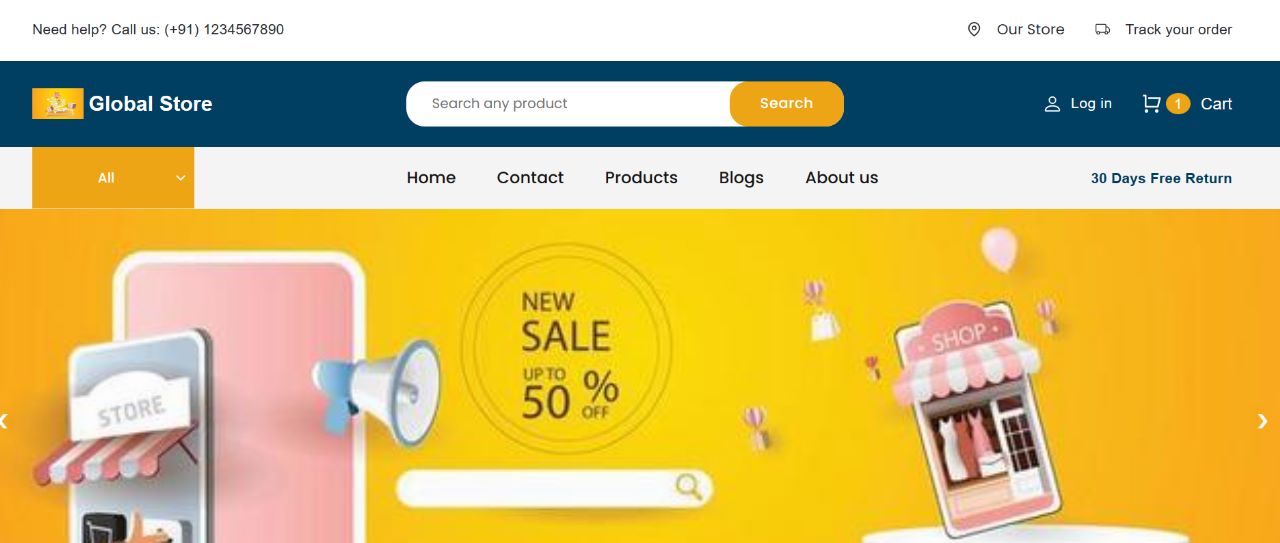 Need help? Call us: (+91) 1234567890
Our Store
Track your order
Global Store
Search any product
Search
Log in
1
Cart
All
Home
Contact
Products
Blogs
About us
30 Days Free Return
NEW
SALE
UP TO
50 %
OFF
STORE
SHOP